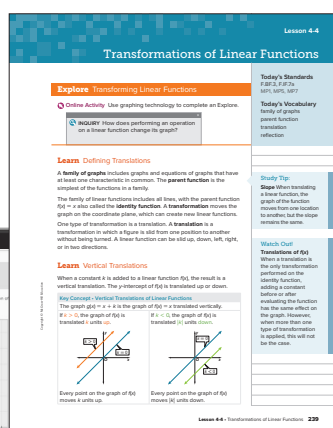 Lesson 4-4
Transformations of Linear Functions
Explore Transforming Linear Functions
Online Activity Use graphing technology to complete an Explore.
INQUIRY How does performing an operation
on a linear function change its graph?
Learn Defining Translations
A family of graphs includes graphs and equations of graphs that have
at least one characteristic in common. The parent function is the
simplest of the functions in a family.
The family of linear functions includes all lines, with the parent function
f(x) = x also called the identity function. A transformation moves the
graph on the coordinate plane, which can create new linear functions.
One type of transformation is a translation. A translation is a
transformation in which a figure is slid from one position to another
without being turned. A linear function can be slid up, down, left, right,
or in two directions.
Learn Vertical Translations
When a constant k is added to a linear function f(x), the result is a
vertical translation. The y-intercept of f(x) is translated up or down.
Key Concept • Vertical Translations of Linear Functions
The graph g(x) = x + k is the graph of f(x) = x translated vertically.
If k > 0, the graph of f(x) is
translated k units up.
k > 0
k = 0
Every point on the graph of f(x)
moves k units up.
If k < 0, the graph of f(x) is
translated |k| units down.
k = 0
k < 0
Every point on the graph of f(x)
moves |k| units down.
Today's Standards
F.BF.3, F.IF.7a
MP1, MP5, MP7
Today's Vocabulary
family of graphs
parent function
translation
reflection
Study Tip:
Slope When translating
a linear function, the
graph of the function
moves from one location
to another, but the slope
remains the same.
Watch Out!
Translations of f(x)
When a translation is
the only transformation
performed on the
identity function,
adding a constant
before or after
evaluating the function
has the same effect on
the graph. However,
when more than one
type of transformation
is applied, this will not
be the case.
Lesson 4-4 • Transformations of Linear Functions 239